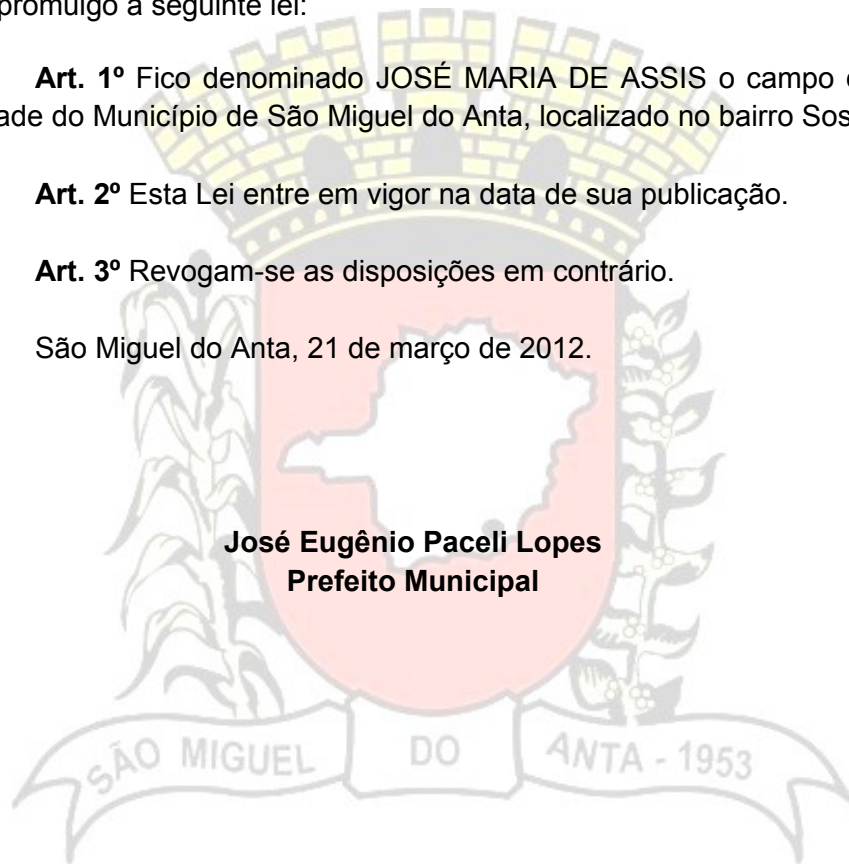 promulgo a seguinte lei:
Art. 1º Fico denominado JOSÉ MARIA DE ASSIS o campo
do Município de São Miguel do Anta, localizado no bairro
Art. 2º Esta Lei entre em vigor na data de sua publicação.
Art. 3º Revogam-se as disposições em contrário.
São Miguel do Anta, 21 de março de 2012.
José Eugênio Paceli Lopes
Prefeito Municipal
SÃO MIGUEL DO ANTA - 1953